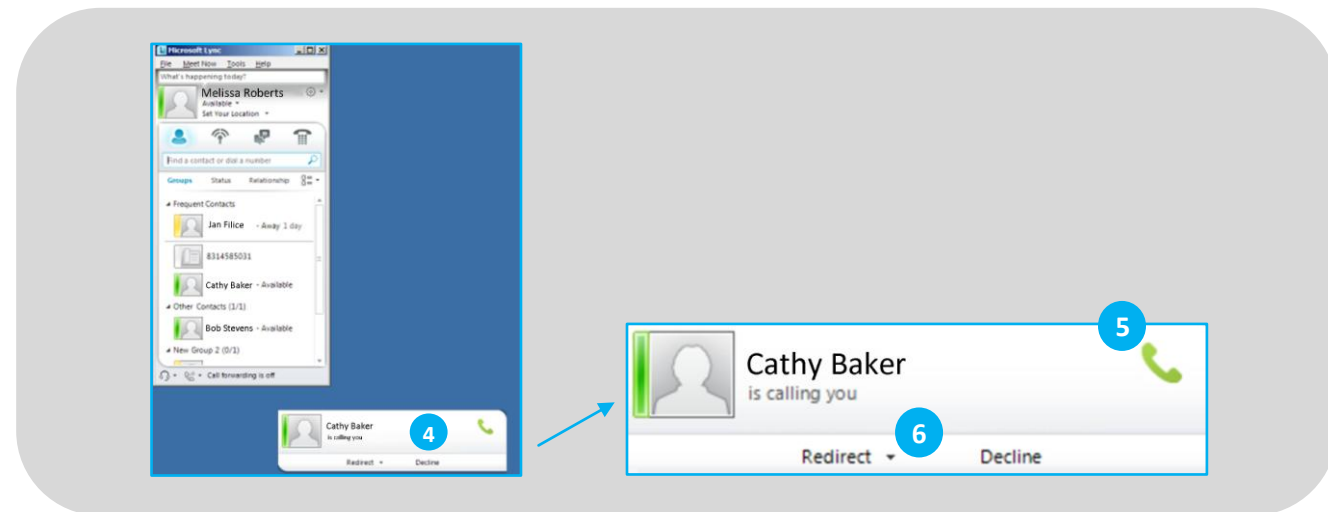 Microsoft Lync
File Meet Now Tools Help
What's happening today?
Melissa Roberts
Available
Set Your Location
Find a contact or dial a number
Groups Status Relationship
Frequent Contacts
Jan Filice - Away 1 day
8314585031
Cathy Baker - Available
Other Contacts (1/1)
Bob Stevens - Available
New Group 2 (0/1)
Call forwarding is off
Cathy Baker
is calling you
4
Redirect Decline
5
Cathy Baker
is calling you
6
Redirect Decline